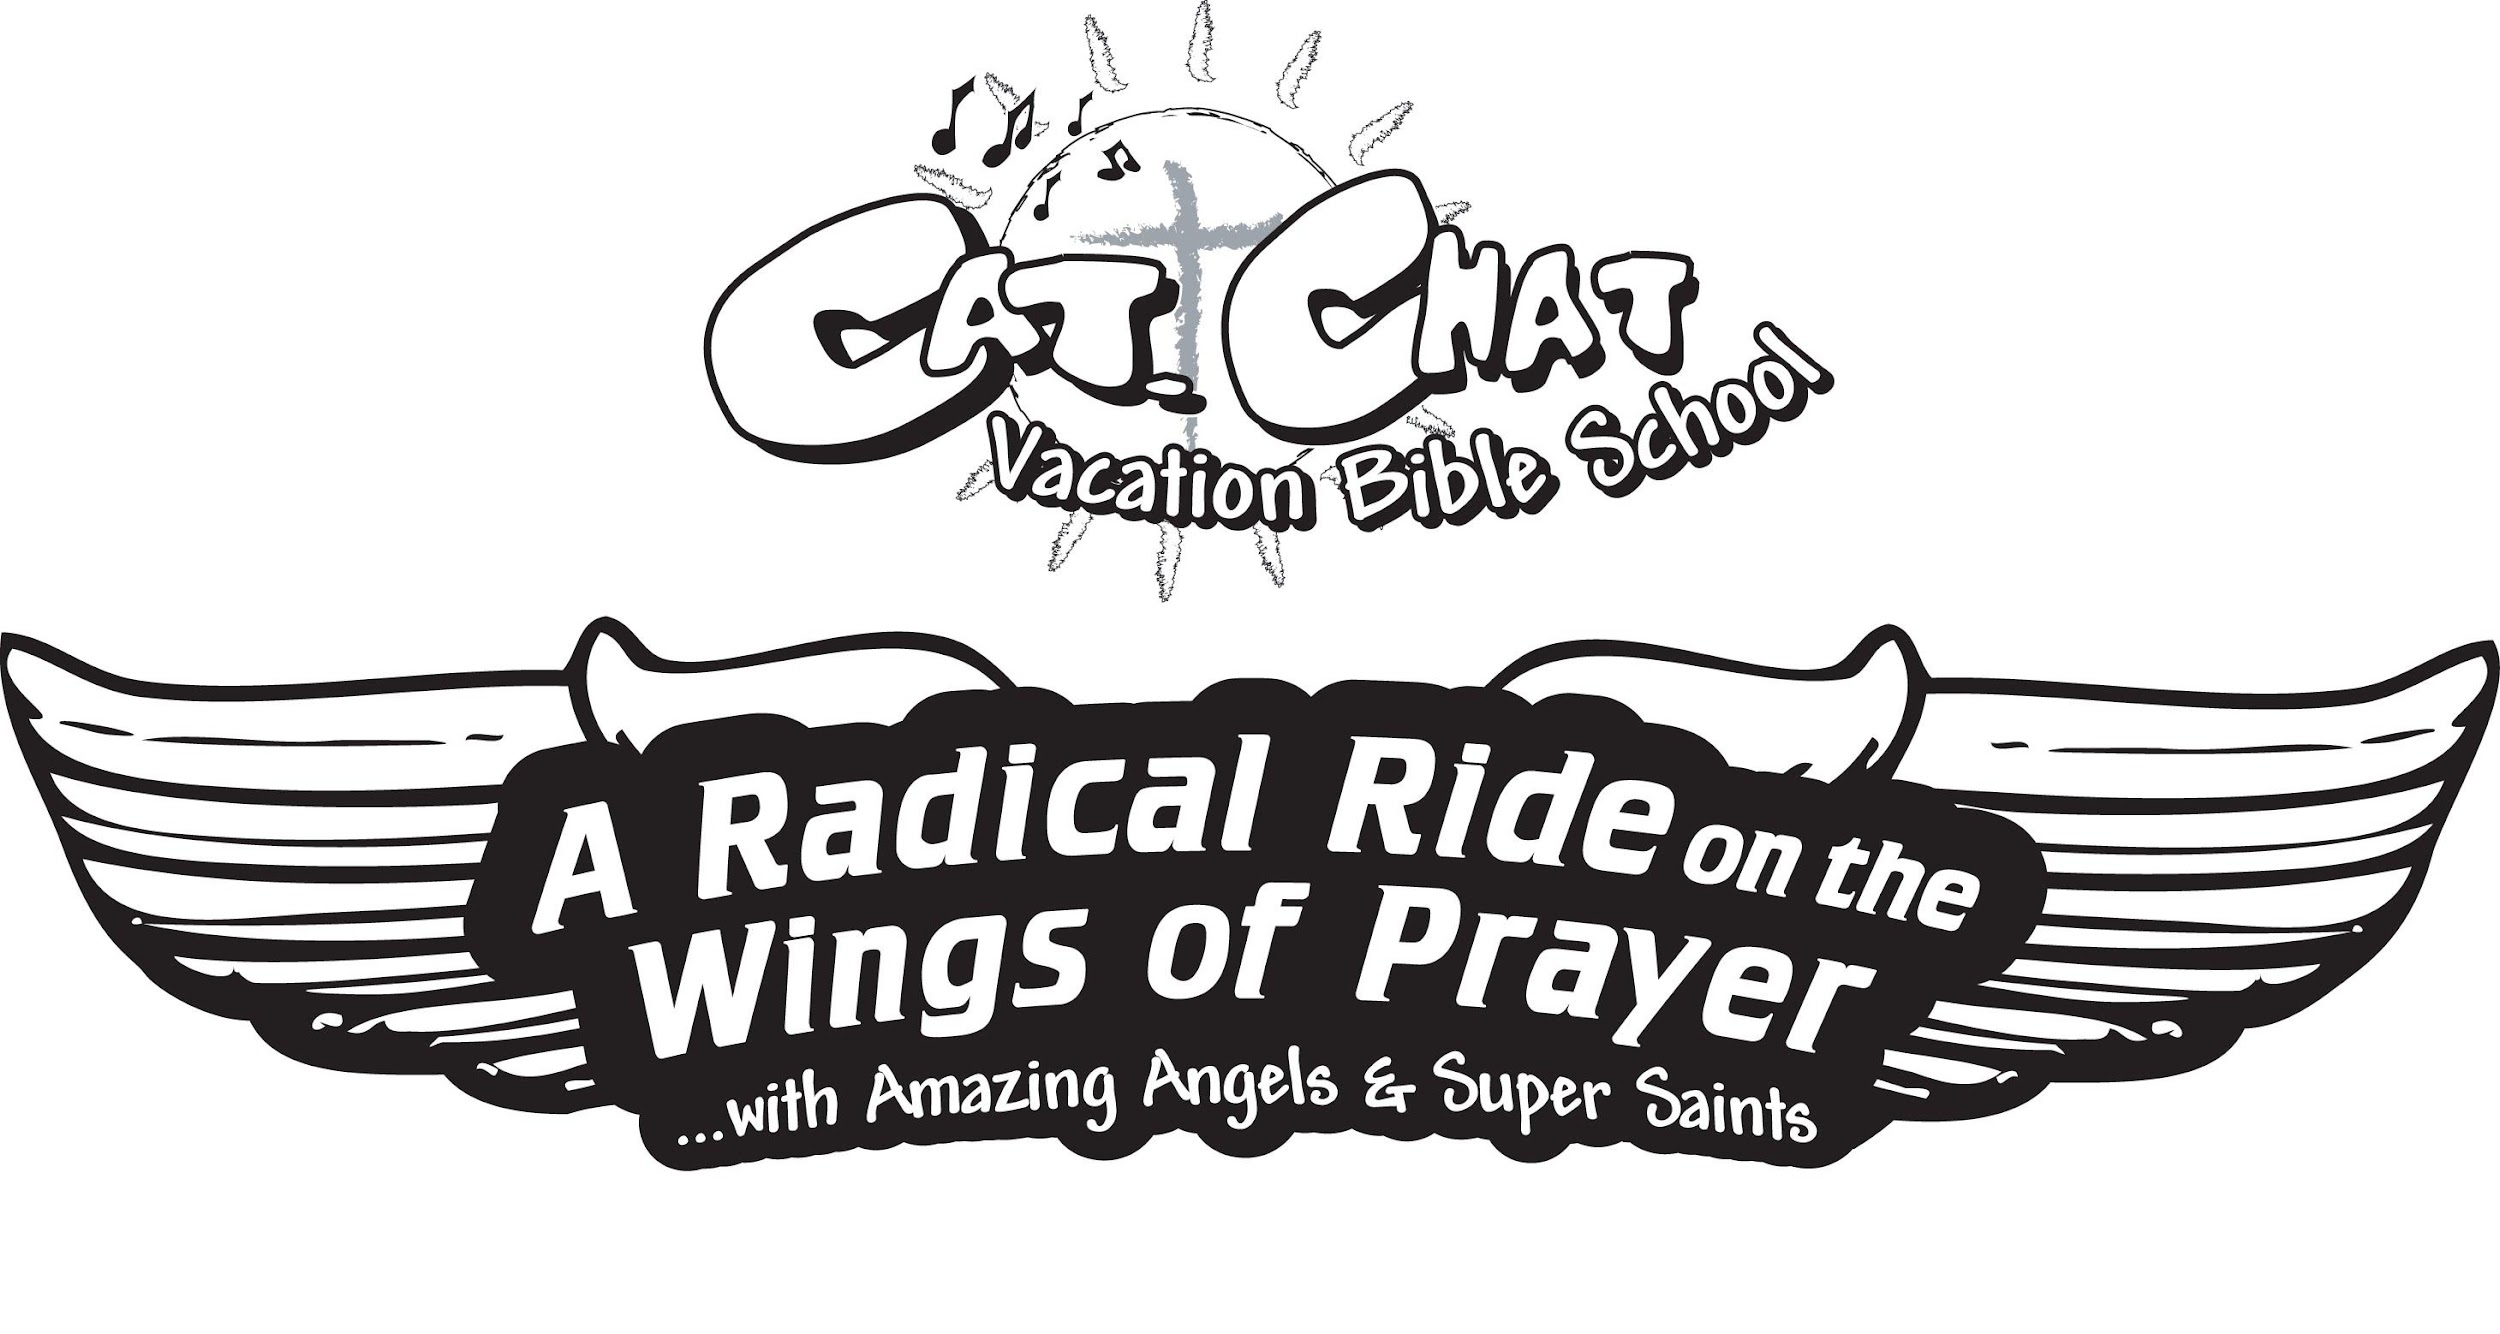 Cat. Chat
Vacation Bible School
A Radical Ride on the
Wings of Prayer
...with Amazing Angels & Super Saints